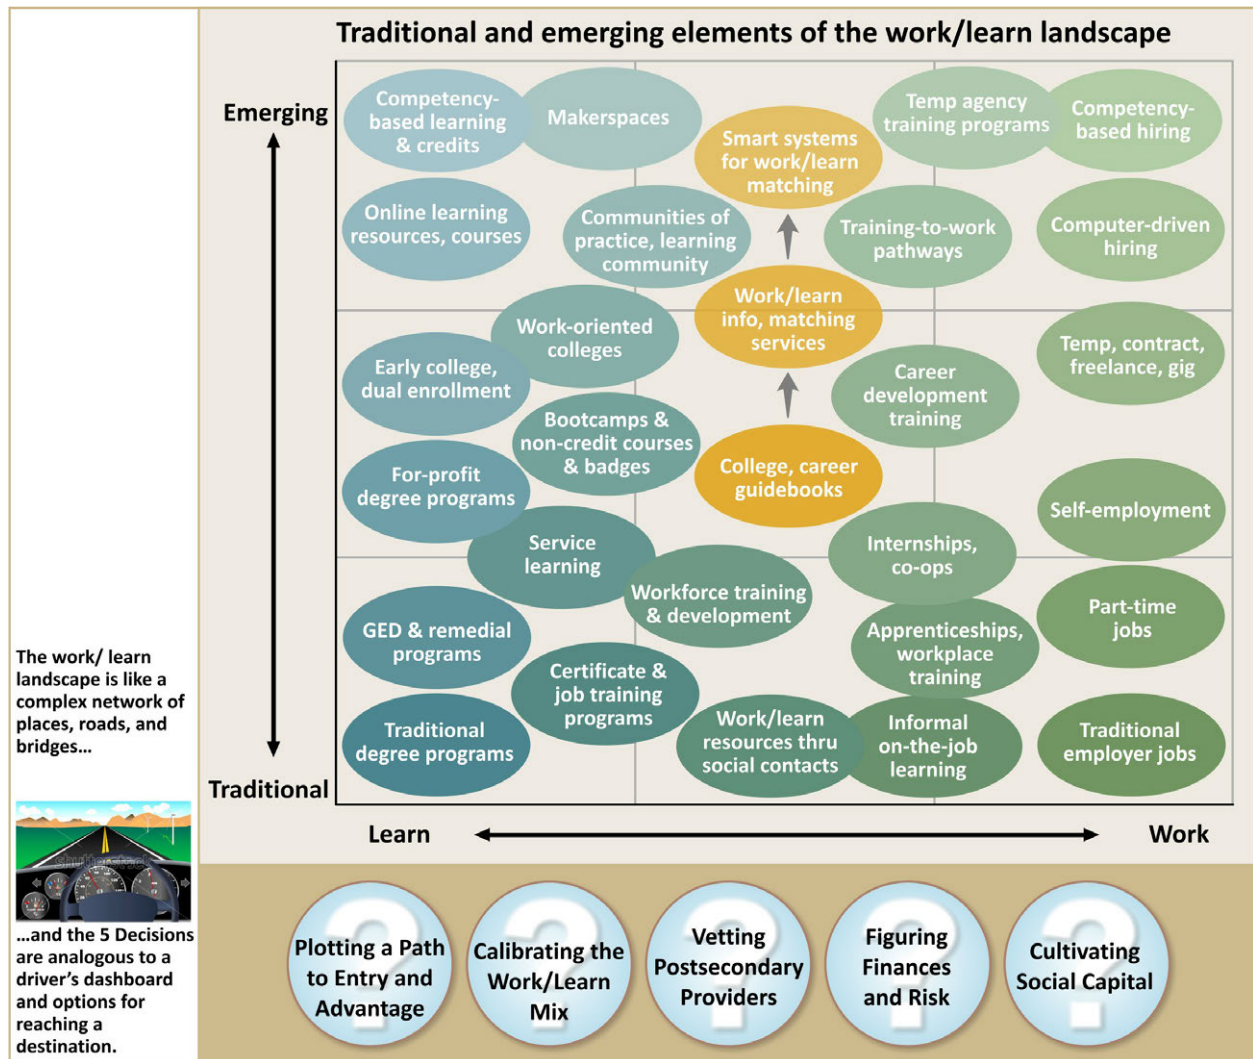 Traditional and emerging elements of the work/learn landscape
Emerging
Traditional
Learn
Work
Competency-
based learning
& credits
Makerspaces
Smart systems
for work/learn
matching
Temp agency
training programs
Competency-
based hiring
Online learning
resources, courses
Communities of
practice, learning
community
Training-to-work
pathways
Computer-driven
hiring
Work-oriented
colleges
Work/learn
info, matching
services
Temp, contract,
freelance, gig
Early college,
dual enrollment
Career
development
training
Bootcamps &
non-credit courses
& badges
College, career
guidebooks
For-profit
degree programs
Self-employment
Service
learning
Internships,
co-ops
Workforce training
& development
Part-time
jobs
GED & remedial
programs
Apprenticeships,
workplace
training
Certificate &
job training
programs
Traditional
degree programs
Work/learn
resources thru
social contacts
Informal
on-the-job
learning
Traditional
employer jobs
The work/ learn
landscape is like a
complex network of
places, roads, and
bridges...
shutterstock
...and the 5 Decisions
are analogous to a
driver's dashboard
and options for
reaching a
destination.
?
Plotting a Path
to Entry and
Advantage
?
Calibrating the
Work/Learn
Mix
?
Vetting
Postsecondary
Providers
?
Figuring
Finances
and Risk
?
Cultivating
Social Capital